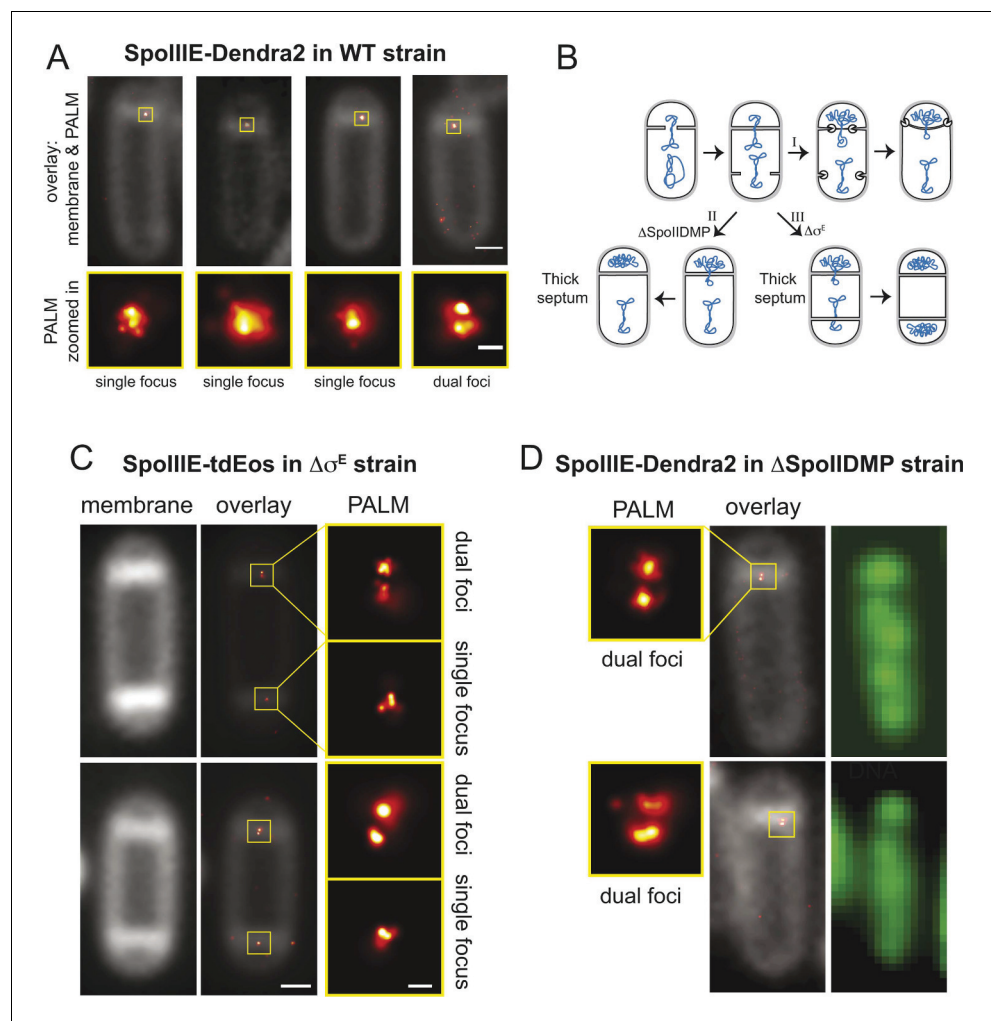 A
SpoIIIE-Dendra2 in WT strain
overlay:
membrane & PALM
PALM
zoomed in
single focus
single focus
single focus
dual foci
B
I
II
III
ΔSpoIIDMP
Δσᴱ
Thick
septum
Thick
septum
C
SpoIIIE-tdEos in Δσᴱ strain
membrane
overlay
PALM
dual foci
single focus
dual foci
single focus
D
SpoIIIE-Dendra2 in ΔSpoIIDMP strain
PALM
overlay
dual foci
dual foci
DNA